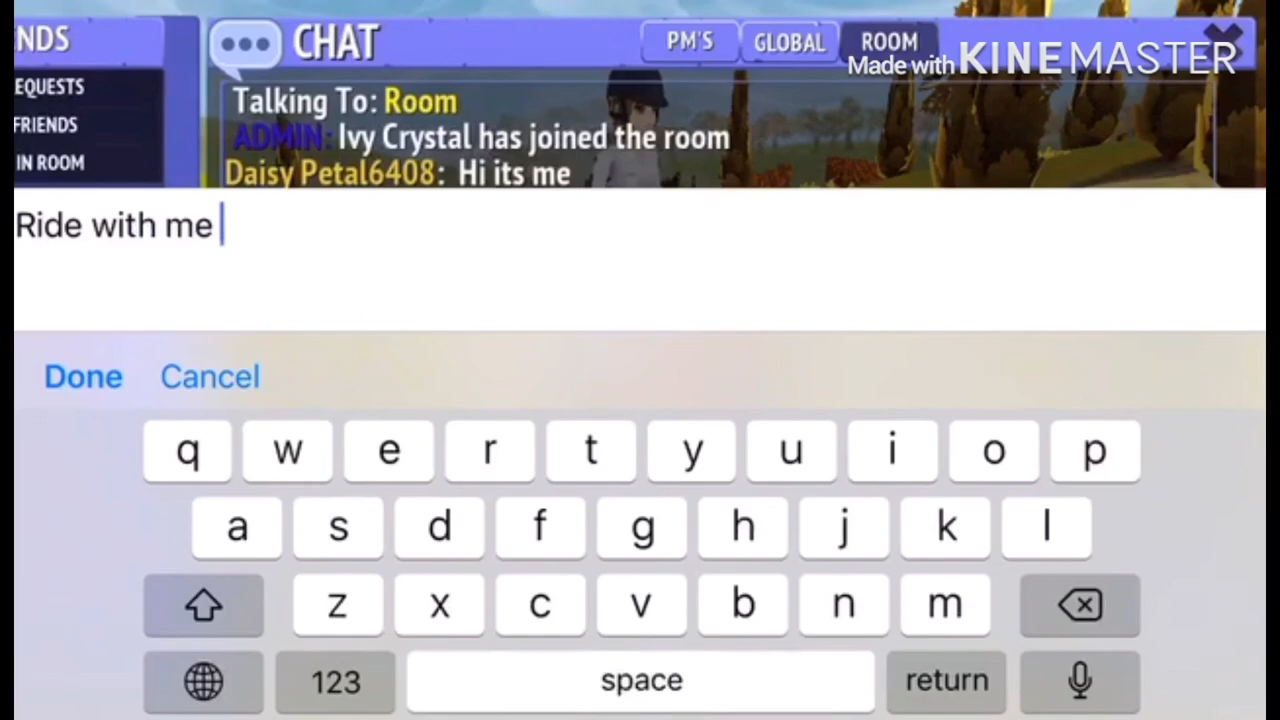 NDS
CHAT
PM'S
GLOBAL
ROOM
Made with KINEMASTER
EQUESTS
FRIENDS
IN ROOM
Talking To: Room
ADMIN: Ivy Crystal has joined the room
Daisy Petal6408: Hi its me
Ride with me
Done
Cancel
q w e r t y u i o p
a s d f g h j k l
z x c v b n m
123
space
return